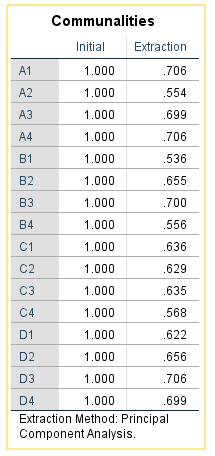 Communalities
Initial Extraction
A1 1.000 .706
A2 1.000 .554
A3 1.000 .699
A4 1.000 .706
B1 1.000 .536
B2 1.000 .655
B3 1.000 .700
B4 1.000 .556
C1 1.000 .636
C2 1.000 .629
C3 1.000 .635
C4 1.000 .568
D1 1.000 .622
D2 1.000 .656
D3 1.000 .706
D4 1.000 .699
Extraction Method: Principal
Component Analysis.